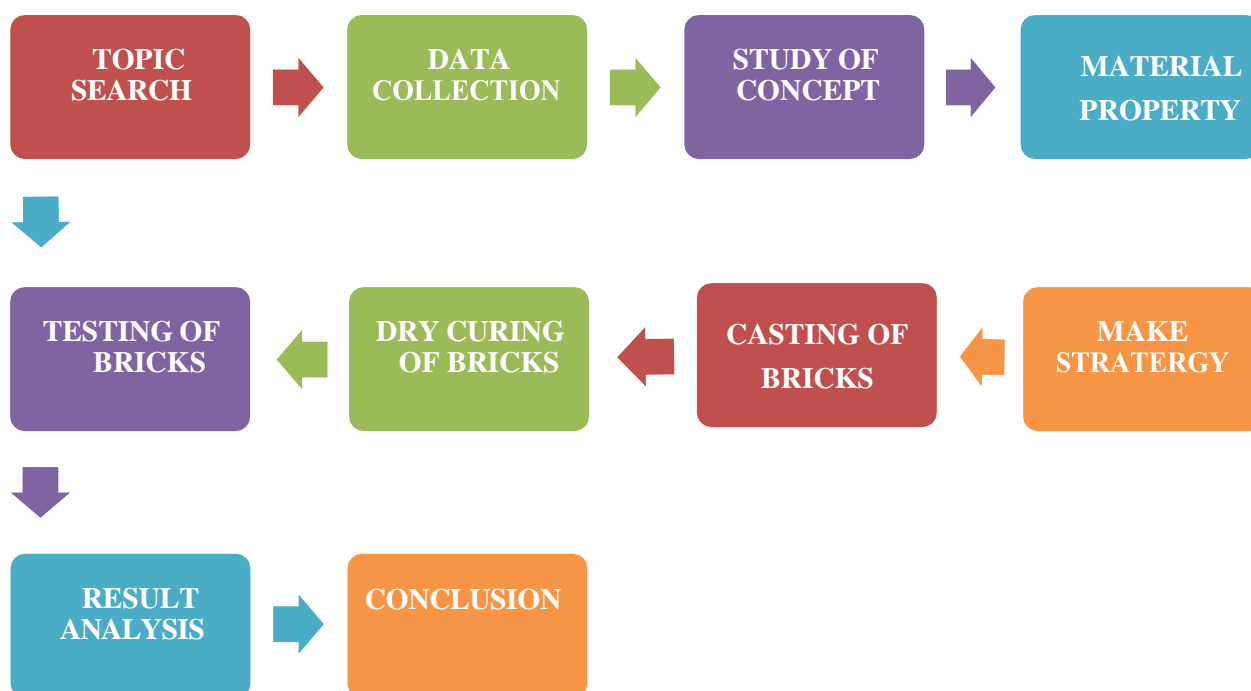 TOPIC
SEARCH
DATA
COLLECTION
STUDY OF
CONCEPT
MATERIAL
PROPERTY
TESTING OF
BRICKS
DRY CURING
OF BRICKS
CASTING OF
BRICKS
MAKE
STRATERGY
RESULT
ANALYSIS
CONCLUSION